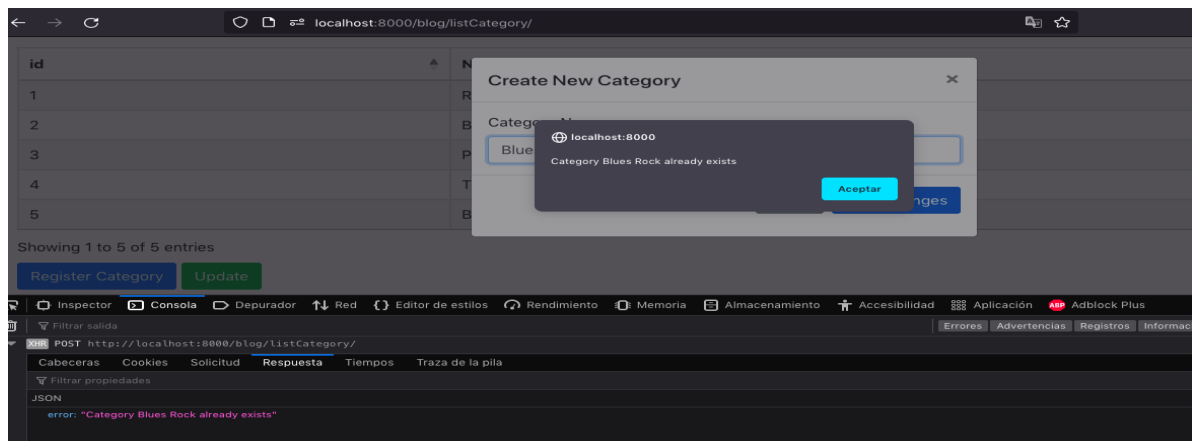 localhost:8000/blog/listCategory/
id N
Create New Category ×
1 R
2 B
Catego
localhost:8000
Category Blues Rock already exists
3 P
Blue
4 T
Aceptar
nges
5 B
Showing 1 to 5 of 5 entries
Register Category Update
Inspector Consola Depurador Red {} Editor de estilos Rendimiento Memoria Almacenamiento Accesibilidad Aplicación ABP Adblock Plus
Filtrar salida Errores Advertencias Registros Informac
XHR POST http://localhost:8000/blog/listCategory/
Cabeceras Cookies Solicitud Respuesta Tiempos Traza de la pila
Filtrar propiedades
JSON
error: "Category Blues Rock already exists"